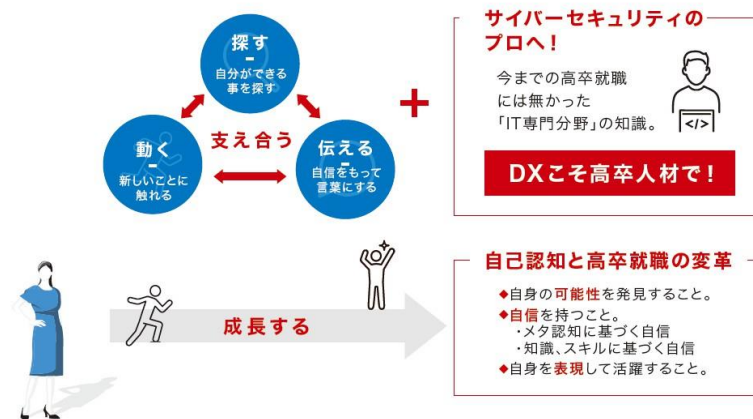 探す
自分ができる
事を探す
動く
新しいことに
触れる
支え合う
伝える
自信をもって
言葉にする
+
サイバーセキュリティの
プロへ！
今までの高卒就職
には無かった
「IT専門分野」の知識。
</>
DXこそ高卒人材で！
成長する
自己認知と高卒就職の変革
◆自身の可能性を発見すること。
◆自信を持つこと。
・メタ認知に基づく自信
・知識、スキルに基づく自信
◆自身を表現して活躍すること。